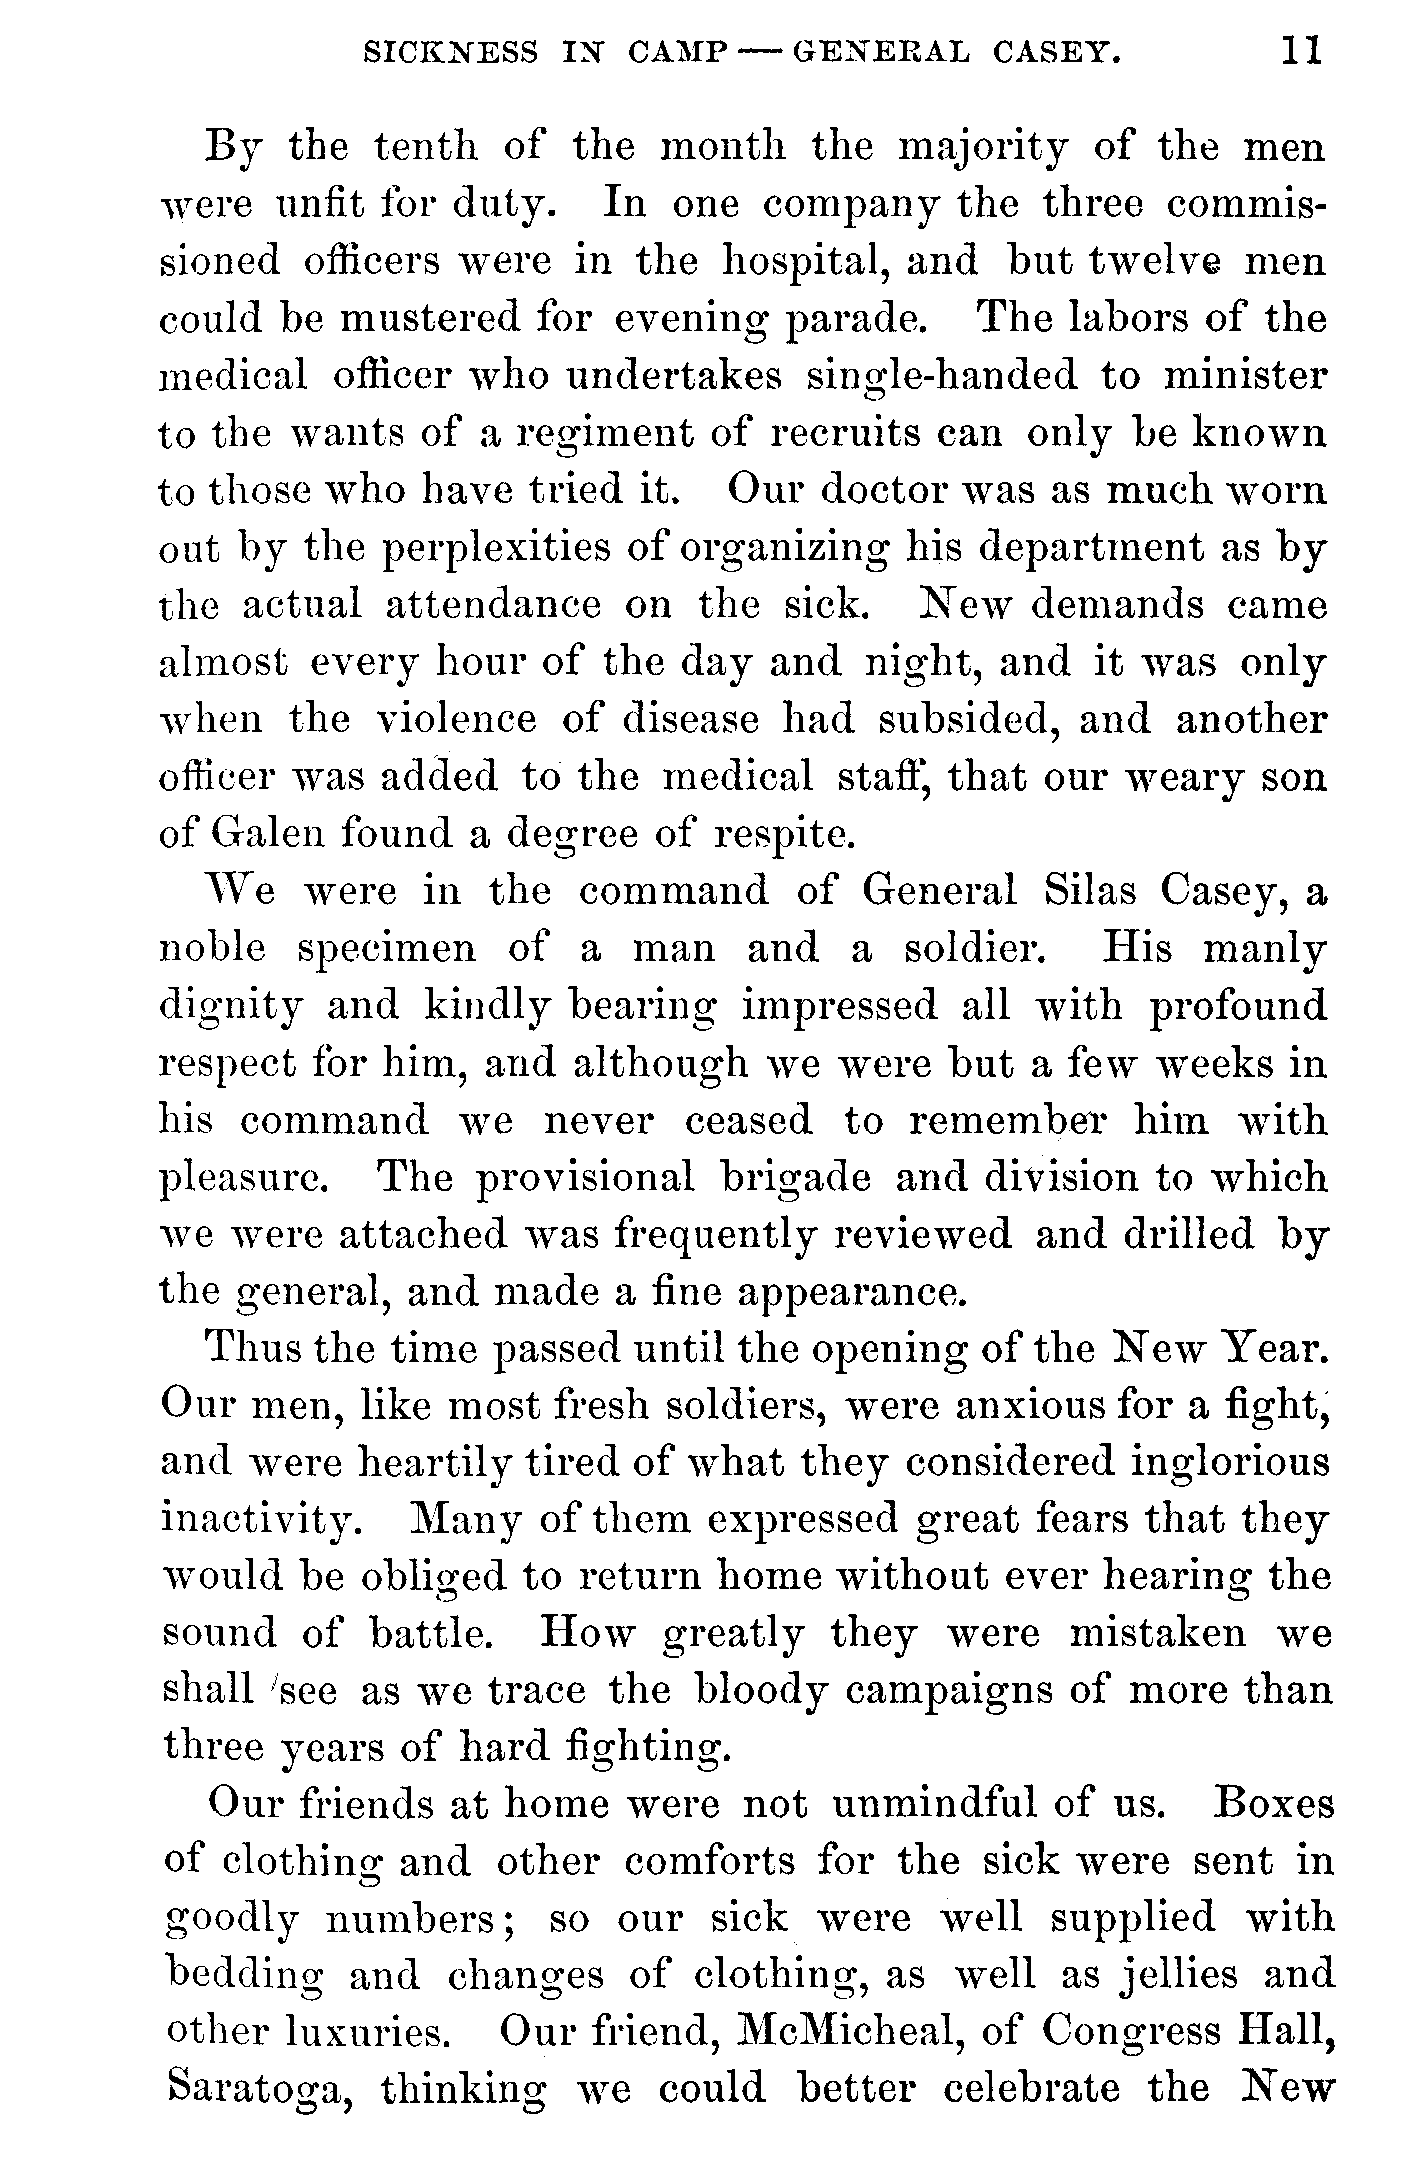 SICKNESS IN CAMP — GENERAL CASEY. 11
By the tenth of the month the majority of the men
were unfit for duty. In one company the three commis-
sioned officers were in the hospital, and but twelve men
could be mustered for evening parade. The labors of the
medical officer who undertakes single-handed to minister
to the wants of a regiment of recruits can only be known
to those who have tried it. Our doctor was as much worn
out by the perplexities of organizing his department as by
the actual attendance on the sick. New demands came
almost every hour of the day and night, and it was only
when the violence of disease had subsided, and another
officer was added to the medical staff, that our weary son
of Galen found a degree of respite.
We were in the command of General Silas Casey, a
noble specimen of a man and a soldier. His manly
dignity and kindly bearing impressed all with profound
respect for him, and although we were but a few weeks in
his command we never ceased to remember him with
pleasure. The provisional brigade and division to which
we were attached was frequently reviewed and drilled by
the general, and made a fine appearance.
Thus the time passed until the opening of the New Year.
Our men, like most fresh soldiers, were anxious for a fight,
and were heartily tired of what they considered inglorious
inactivity. Many of them expressed great fears that they
would be obliged to return home without ever hearing the
sound of battle. How greatly they were mistaken we
shall see as we trace the bloody campaigns of more than
three years of hard fighting.
Our friends at home were not unmindful of us. Boxes
of clothing and other comforts for the sick were sent in
goodly numbers; so our sick were well supplied with
bedding and changes of clothing, as well as jellies and
other luxuries. Our friend, McMicheal, of Congress Hall,
Saratoga, thinking we could better celebrate the New